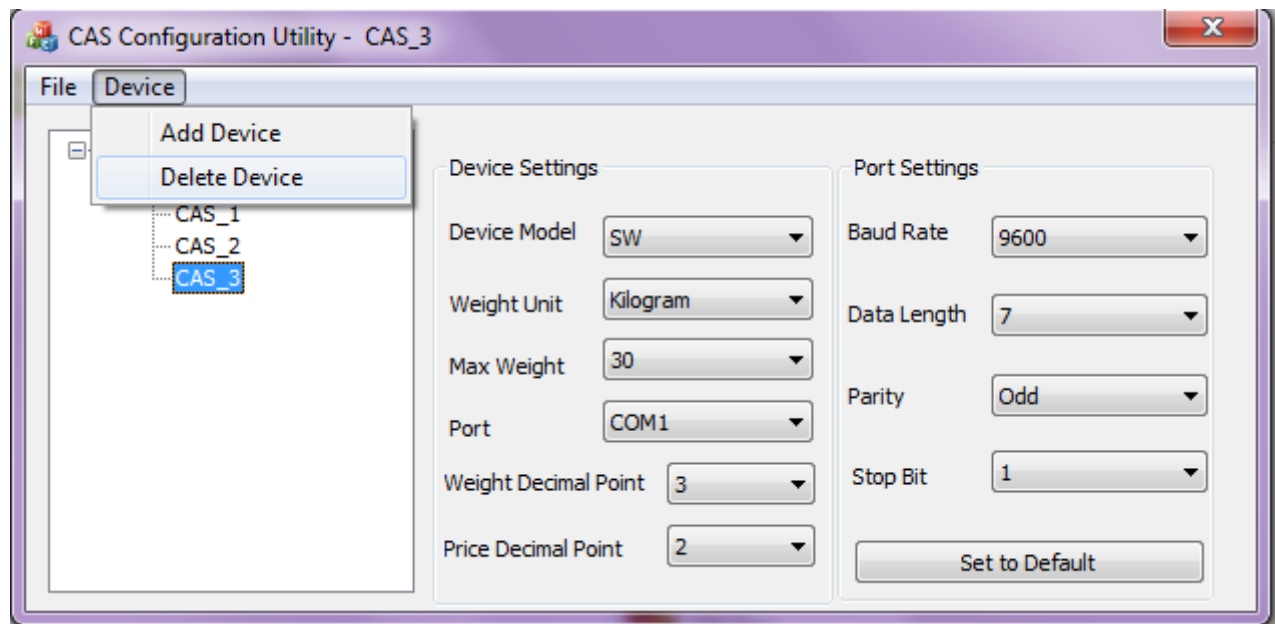 CAS Configuration Utility - CAS_3
File Device
Add Device
Delete Device
CAS_1
CAS_2
CAS_3
Device Settings
Device Model SW
Weight Unit Kilogram
Max Weight 30
Port COM1
Weight Decimal Point 3
Price Decimal Point 2
Port Settings
Baud Rate 9600
Data Length 7
Parity Odd
Stop Bit 1
Set to Default